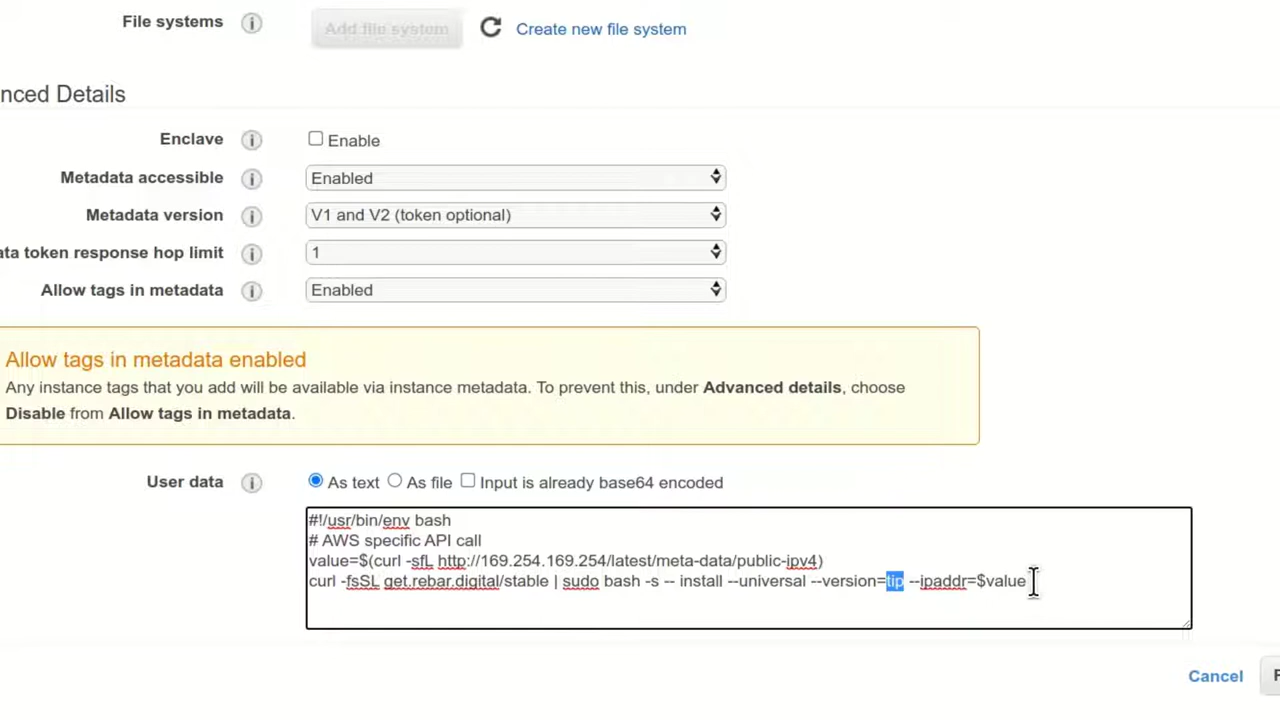 File systems
Add file system
Create new file system
nced Details
Enclave
Enable
Metadata accessible
Enabled
Metadata version
V1 and V2 (token optional)
ata token response hop limit
1
Allow tags in metadata
Enabled
Allow tags in metadata enabled
Any instance tags that you add will be available via instance metadata. To prevent this, under Advanced details, choose
Disable from Allow tags in metadata.
User data
As text As file Input is already base64 encoded
#!/usr/bin/env bash
# AWS specific API call
value=$(curl -sfL http://169.254.169.254/latest/meta-data/public-ipv4)
curl -fsSL get.rebar.digital/stable | sudo bash -s -- install --universal --version=tip --ipaddr=$value
Cancel